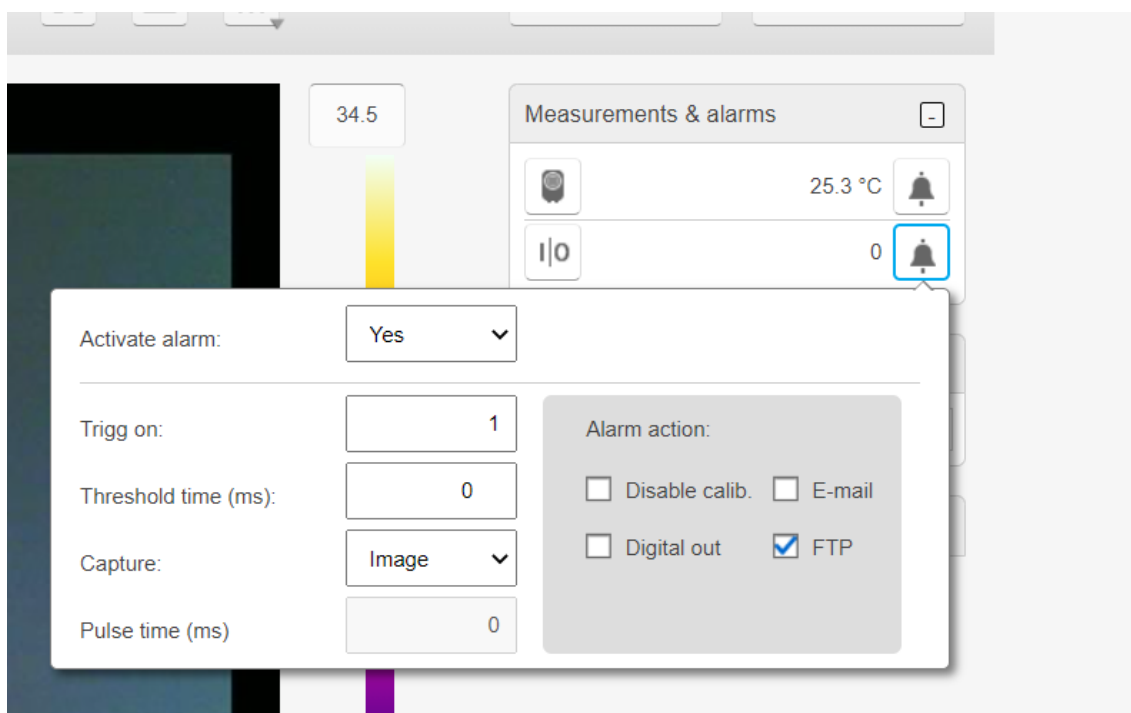 34.5
Measurements & alarms
-
25.3 °C
I|O
0
Activate alarm:
Yes
Trigg on:
1
Threshold time (ms):
0
Capture:
Image
Pulse time (ms)
0
Alarm action:
Disable calib.
E-mail
Digital out
FTP